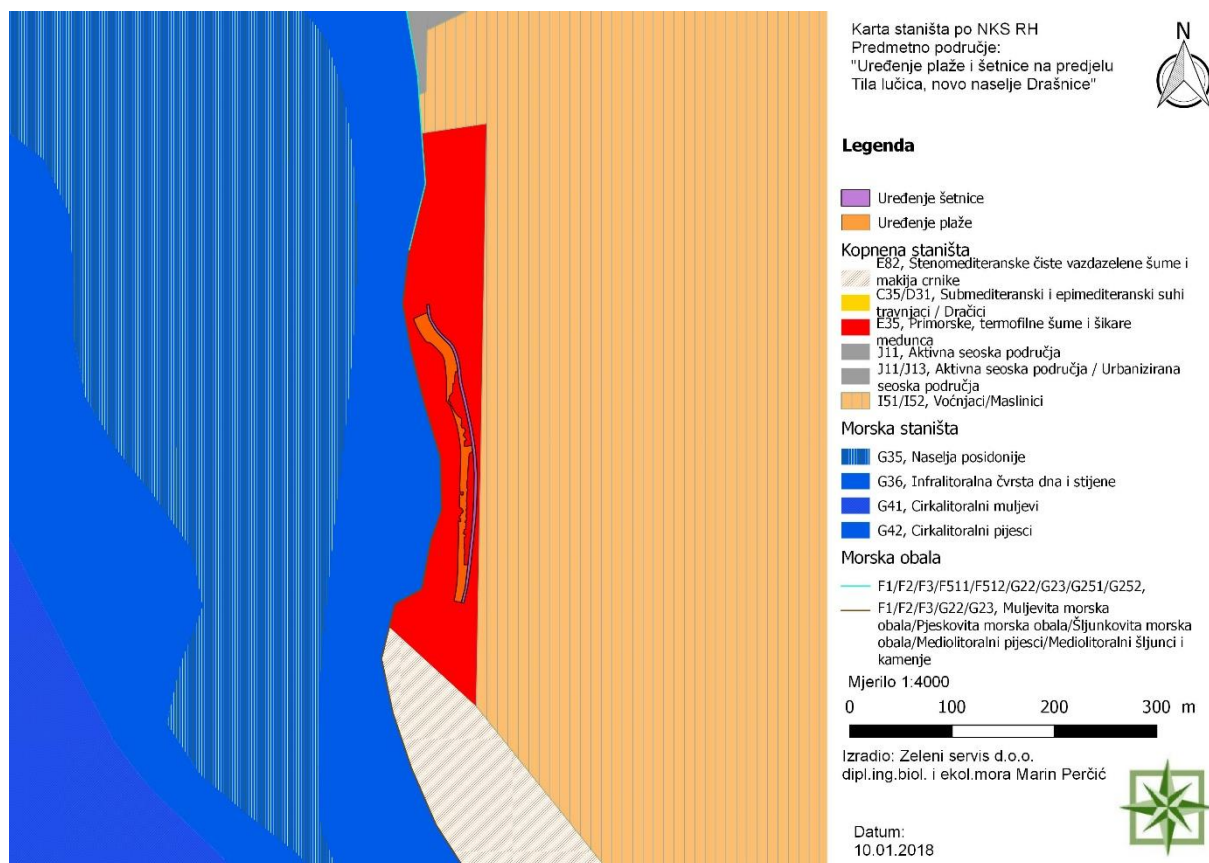 Karta staništa po NKS RH
Predmetno područje:
"Uređenje plaže i šetnice na predjelu
Tila lučica, novo naselje Drašnice"
N
Legenda
Uređenje šetnice
Uređenje plaže
Kopnena staništa
E82, Stenomediteranske čiste vazdazelene šume i
makija crnike
C35/D31, Submediteranski i epimediteranski suhi
travnjaci / Dračici
E35, Primorske, termofilne šume i šikare
medunca
J11, Aktivna seoska područja
J11/J13, Aktivna seoska područja / Urbanizirana
seoska područja
I51/I52, Voćnjaci/Maslinici
Morska staništa
G35, Naselja posidonije
G36, Infralitoralna čvrsta dna i stijene
G41, Cirkalitoralni muljevi
G42, Cirkalitoralni pijesci
Morska obala
F1/F2/F3/F511/F512/G22/G23/G251/G252,
F1/F2/F3/G22/G23, Muljevita morska
obala/Pjeskovita morska obala/Šljunkovita morska
obala/Mediolitoralni pijesci/Mediolitoralni šljunci i
kamenje
Mjerilo 1:4000
0 100 200 300 m
Izradio: Zeleni servis d.o.o.
dipl.ing.biol. i ekol.mora Marin Perčić
Datum:
10.01.2018